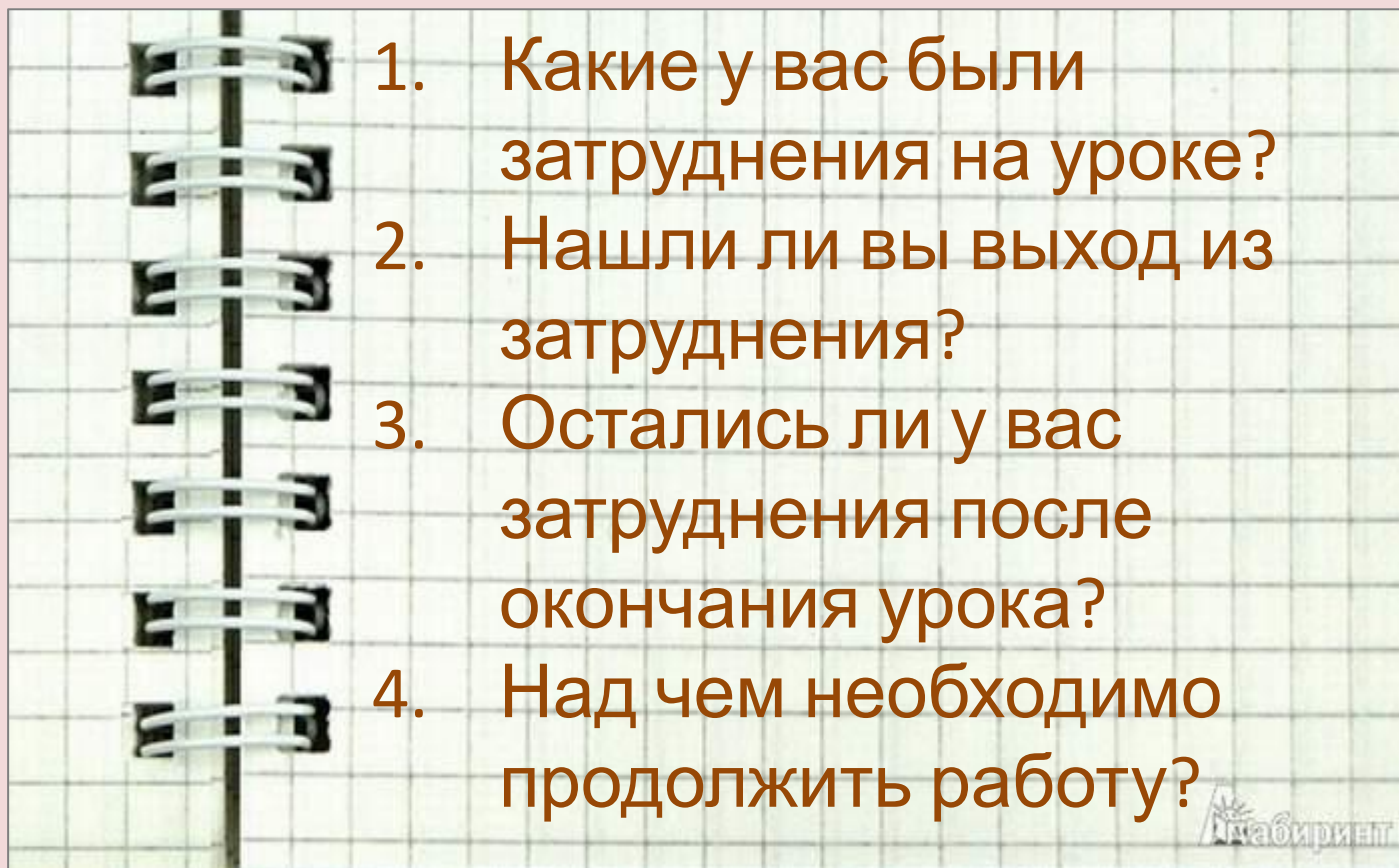 1. Какие у вас были
затруднения на уроке?
2. Нашли ли вы выход из
затруднения?
3. Остались ли у вас
затруднения после
окончания урока?
4. Над чем необходимо
продолжить работу?
Лабиринт